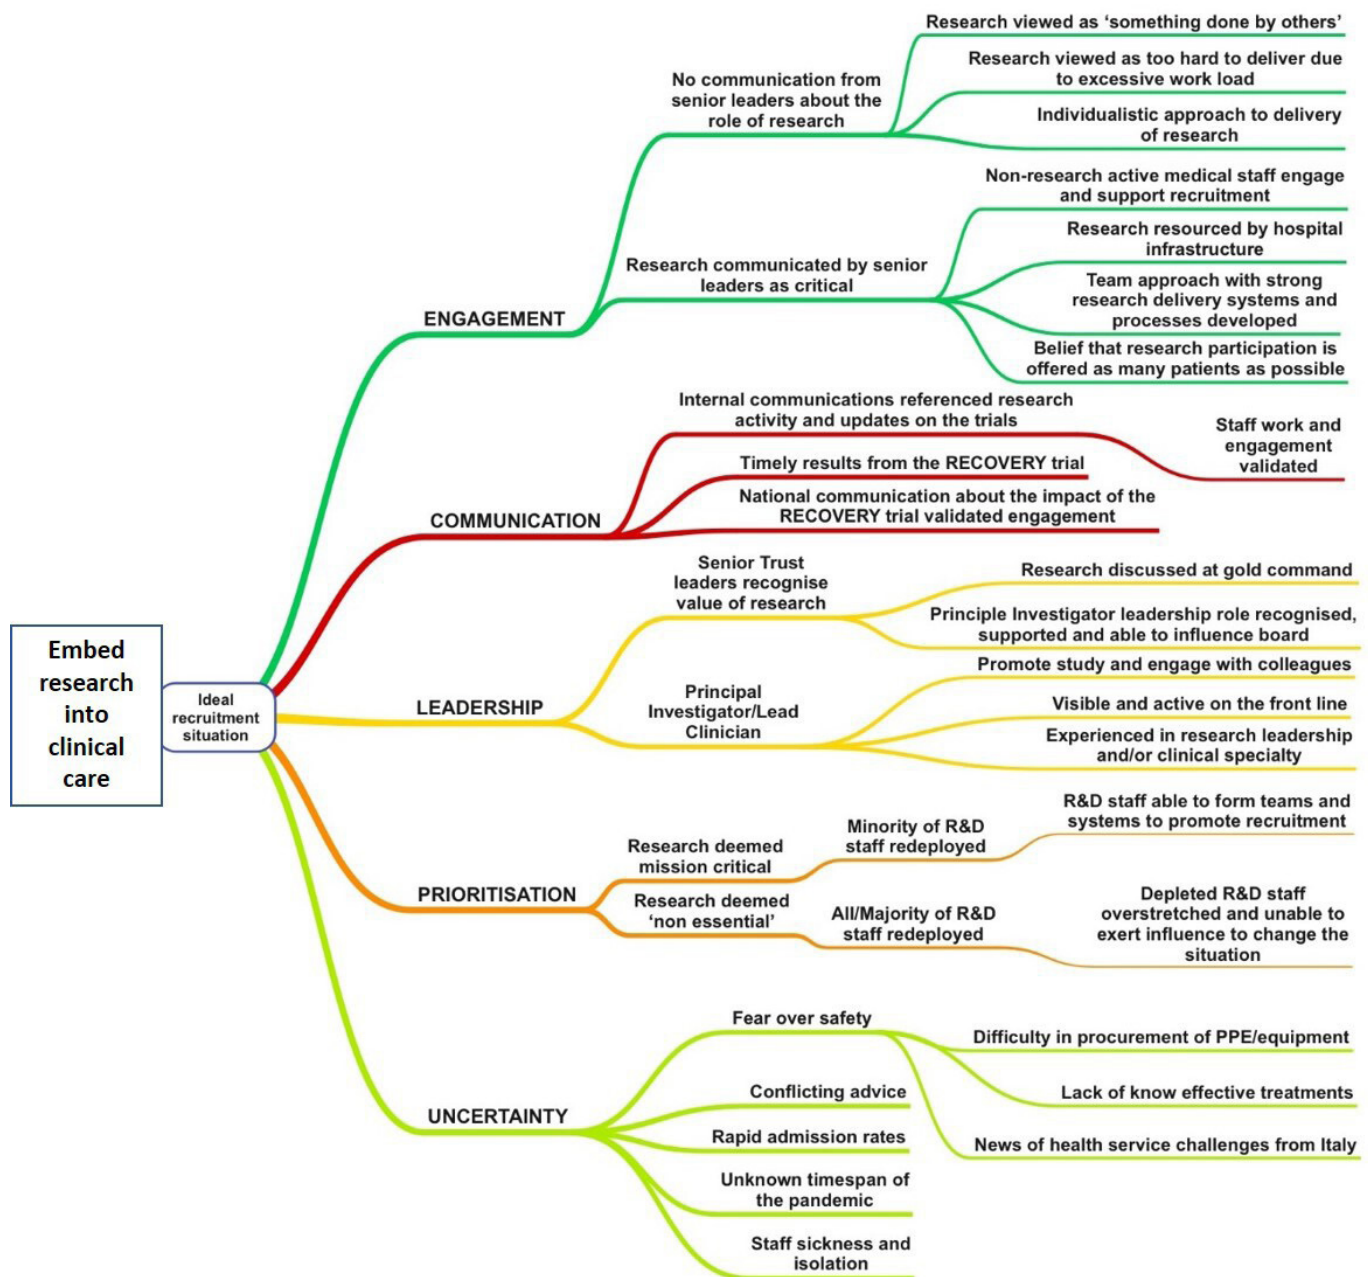 Embed
research
into
clinical
care
Ideal
recruitment
situation
ENGAGEMENT
No communication from
senior leaders about the
role of research
Research viewed as ‘something done by others’
Research viewed as too hard to deliver due
to excessive work load
Individualistic approach to delivery
of research
Research communicated by senior
leaders as critical
Non-research active medical staff engage
and support recruitment
Research resourced by hospital
infrastructure
Team approach with strong
research delivery systems and
processes developed
Belief that research participation is
offered as many patients as possible
COMMUNICATION
Internal communications referenced research
activity and updates on the trials
Staff work and
engagement
validated
Timely results from the RECOVERY trial
National communication about the impact of the
RECOVERY trial validated engagement
LEADERSHIP
Senior Trust
leaders recognise
value of research
Research discussed at gold command
Principle Investigator leadership role recognised,
supported and able to influence board
Principal
Investigator/Lead
Clinician
Promote study and engage with colleagues
Visible and active on the front line
Experienced in research leadership
and/or clinical specialty
PRIORITISATION
Research deemed
mission critical
Minority of R&D
staff redeployed
R&D staff able to form teams and
systems to promote recruitment
Research deemed
‘non essential’
All/Majority of R&D
staff redeployed
Depleted R&D staff
overstretched and unable to
exert influence to change the
situation
UNCERTAINTY
Fear over safety
Difficulty in procurement of PPE/equipment
Lack of know effective treatments
News of health service challenges from Italy
Conflicting advice
Rapid admission rates
Unknown timespan of
the pandemic
Staff sickness and
isolation